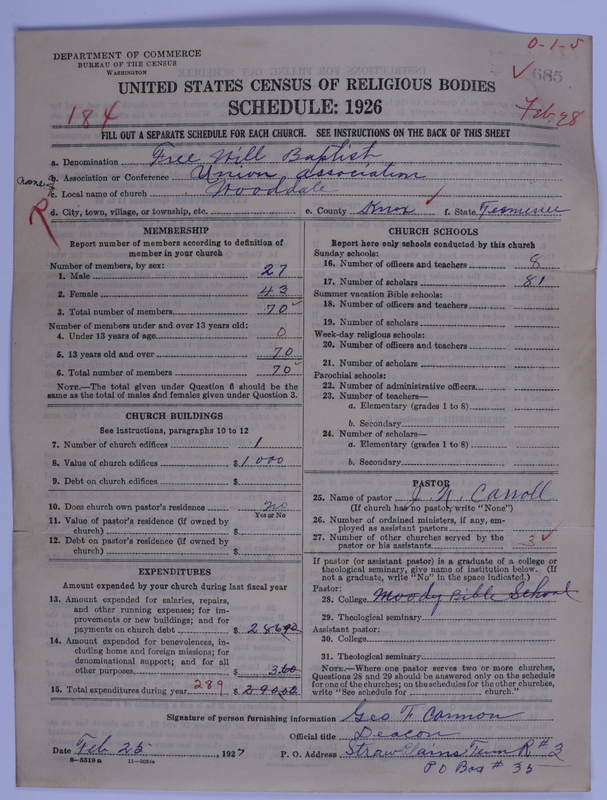 0-1-5
DEPARTMENT OF COMMERCE
BUREAU OF THE CENSUS
WASHINGTON
685
UNITED STATES CENSUS OF RELIGIOUS BODIES
SCHEDULE: 1926
184
Feb. 28
FILL OUT A SEPARATE SCHEDULE FOR EACH CHURCH. SEE INSTRUCTIONS ON THE BACK OF THIS SHEET
a. Denomination Free Will Baptist
b. Association or Conference Union association
c. Local name of church Wooddale
d. City, town, village, or township, etc. e. County Knox f. State Tennessee
R
MEMBERSHIP
Report number of members according to definition of
member in your church
Number of members, by sex:
1. Male 27
2. Female 43
3. Total number of members 70
Number of members under and over 13 years old:
4. Under 13 years of age 0
5. 13 years old and over 70
6. Total number of members 70
NOTE.—The total given under Question 6 should be the
same as the total of males and females given under Question 3.
CHURCH BUILDINGS
See instructions, paragraphs 10 to 12
7. Number of church edifices 1
8. Value of church edifices $ 1000
9. Debt on church edifices $
10. Does church own pastor's residence no
Yes or No
11. Value of pastor's residence (if owned by
church) $
12. Debt on pastor's residence (if owned by
church) $
EXPENDITURES
Amount expended by your church during last fiscal year
13. Amount expended for salaries, repairs,
and other running expenses; for im-
provements or new buildings; and for
payments on church debt $ 286.40
14. Amount expended for benevolences, in-
cluding home and foreign missions; for
denominational support; and for all
other purposes $ 3.60
15. Total expenditures during year 289 $ 290.00
CHURCH SCHOOLS
Report here only schools conducted by this church
Sunday schools:
16. Number of officers and teachers 8
17. Number of scholars 81
Summer vacation Bible schools:
18. Number of officers and teachers
19. Number of scholars
Week-day religious schools:
20. Number of officers and teachers
21. Number of scholars
Parochial schools:
22. Number of administrative officers
23. Number of teachers—
a. Elementary (grades 1 to 8)
b. Secondary
24. Number of scholars—
a. Elementary (grades 1 to 8)
b. Secondary
PASTOR
25. Name of pastor J. N. Carroll
(If church has no pastor, write "None")
26. Number of ordained ministers, if any, em-
ployed as assistant pastors
27. Number of other churches served by the
pastor or his assistants 3
If pastor (or assistant pastor) is a graduate of a college or
theological seminary, give name of institution below. (If
not a graduate, write "No" in the space indicated.)
Pastor:
28. College Moody Bible School
29. Theological seminary
Assistant pastor:
30. College
31. Theological seminary
NOTE.—Where one pastor serves two or more churches,
Questions 28 and 29 should be answered only on the schedule
for one of the churches; on the schedules for the other churches,
write "See schedule for church."
Signature of person furnishing information Geo F Cannon
Official title Deacon
Date Feb 25, 1927 P. O. Address Straw Plains Tenn R #3
8-5518 a
P O Box # 35